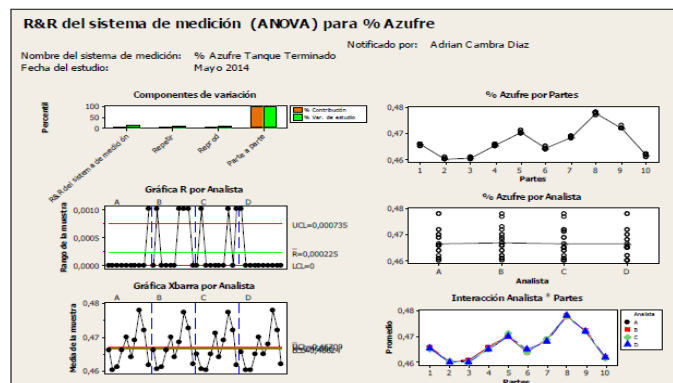 R&R del sistema de medición (ANOVA) para % Azufre
Notificado por: Adrian Cambra Díaz
Nombre del sistema de medición: % Azufre Tanque Terminado
Fecha del estudio: Mayo 2014
Componentes de variación
Percentil
100
50
0
R&R del sistema de medición
Repetir
Reprod
Parte a parte
% Contribución
% Var. de estudio
% Azufre por Partes
0,48
0,47
0,46
1 2 3 4 5 6 7 8 9 10
Partes
Gráfica R por Analista
Rango de la muestra
A B C D
0,0010
0,0005
0,0000
UCL=0,000735
R=0,000225
LCL=0
% Azufre por Analista
0,48
0,47
0,46
A B C D
Analista
Gráfica Xbarra por Analista
Media de la muestra
A B C D
0,48
0,47
0,46
Interacción Analista * Partes
Promedio
0,48
0,47
0,46
1 2 3 4 5 6 7 8 9 10
Partes
Analista
A
B
C
D